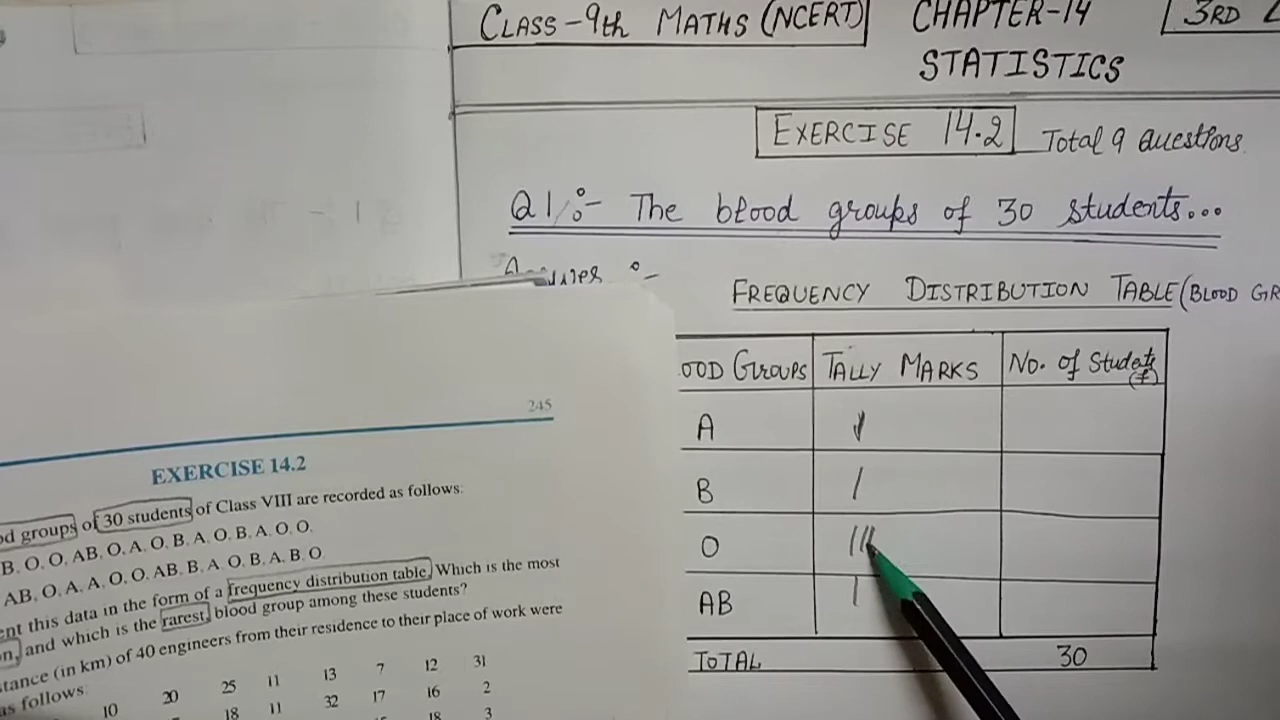 CLASS-9th MATHS (NCERT) CHAPTER-14 3RD
STATISTICS
EXERCISE 14.2 Total 9 questions.
Q1/:- The blood groups of 30 students...
FREQUENCY DISTRIBUTION TABLE (BLOOD GR
OOD GROUPS TALLY MARKS No. of Students (f)
A |
B |
O |||
AB |
TOTAL 30
245
EXERCISE 14.2
od groups of 30 students of Class VIII are recorded as follows:
B, O, O, AB, O, A, O, B, A, O, B, A, O, O,
AB, O, A, A, O, O, AB, B, A, O, B, A, B, O.
ent this data in the form of a frequency distribution table. Which is the most
n, and which is the rarest, blood group among these students?
stance (in km) of 40 engineers from their residence to their place of work were
as follows:
10 20 25 11 13 7 12 31
18 11 32 17 16 2
18 3